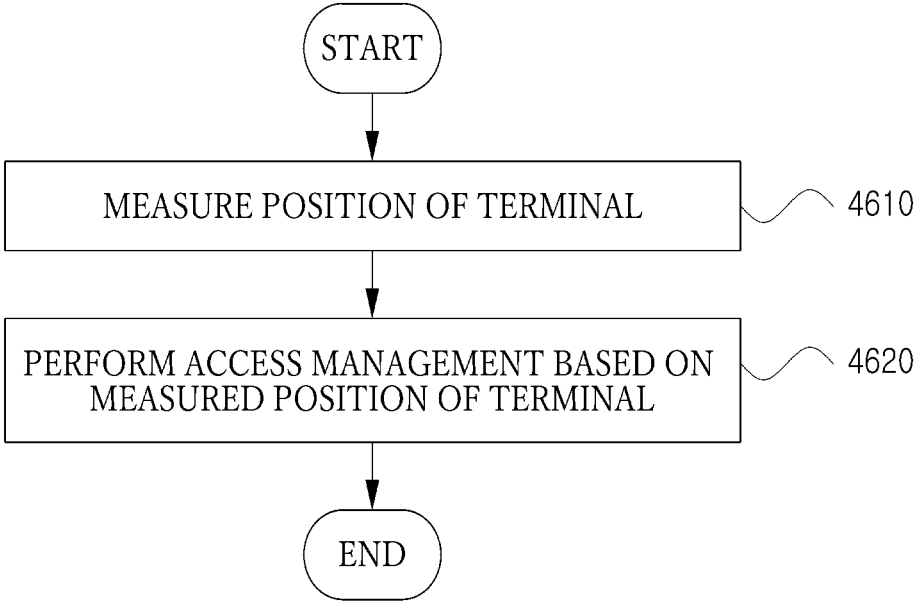 START
MEASURE POSITION OF TERMINAL
4610
PERFORM ACCESS MANAGEMENT BASED ON
MEASURED POSITION OF TERMINAL
4620
END